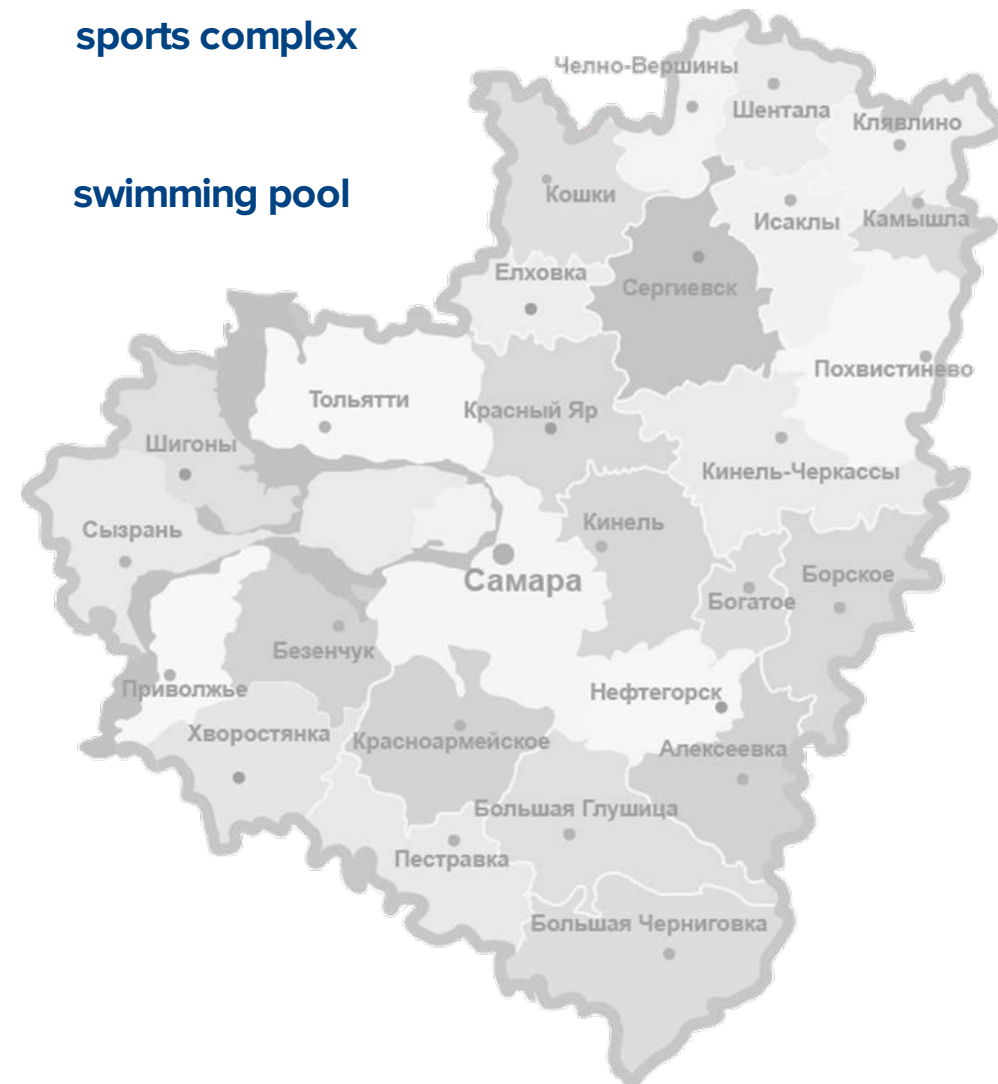 sports complex
Челно-Вершины
Шентала
Клявлино
swimming pool
Кошки
Исаклы
Камышла
Елховка
Сергиевск
Похвистинево
Тольятти
Красный Яр
Шигоны
Кинель-Черкассы
Сызрань
Кинель
Самара
Борское
Богатое
Безенчук
Приволжье
Нефтегорск
Хворостянка
Красноармейское
Алексеевка
Большая Глушица
Пестравка
Большая Черниговка